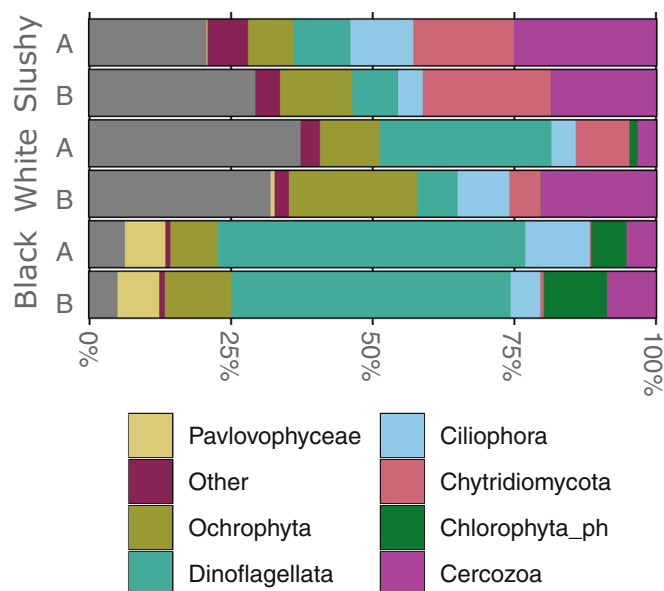 Slushy
A
B
White
A
B
Black
A
B
0% 25% 50% 75% 100%
Pavlovophyceae
Other
Ochrophyta
Dinoflagellata
Ciliophora
Chytridiomycota
Chlorophyta_ph
Cercozoa